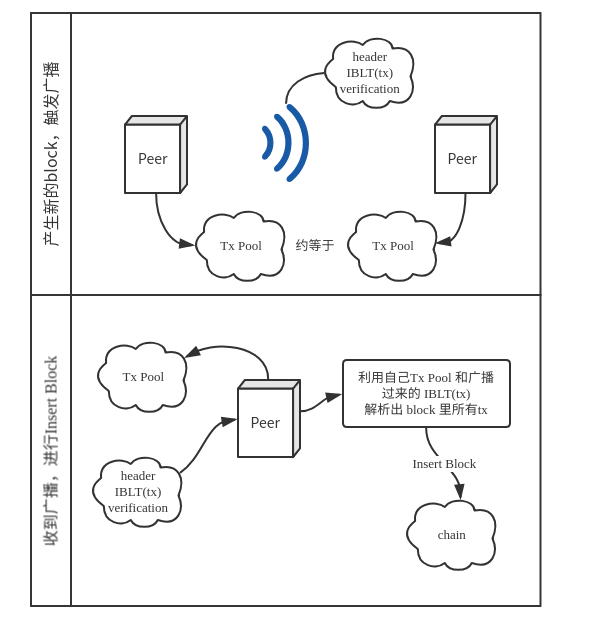 产生新的block，触发广播
header
IBLT(tx)
verification
Peer
Peer
Tx Pool
约等于
Tx Pool
收到广播，进行Insert Block
Tx Pool
Peer
header
IBLT(tx)
verification
利用自己Tx Pool 和广播
过来的 IBLT(tx)
解析出 block 里所有tx
Insert Block
chain